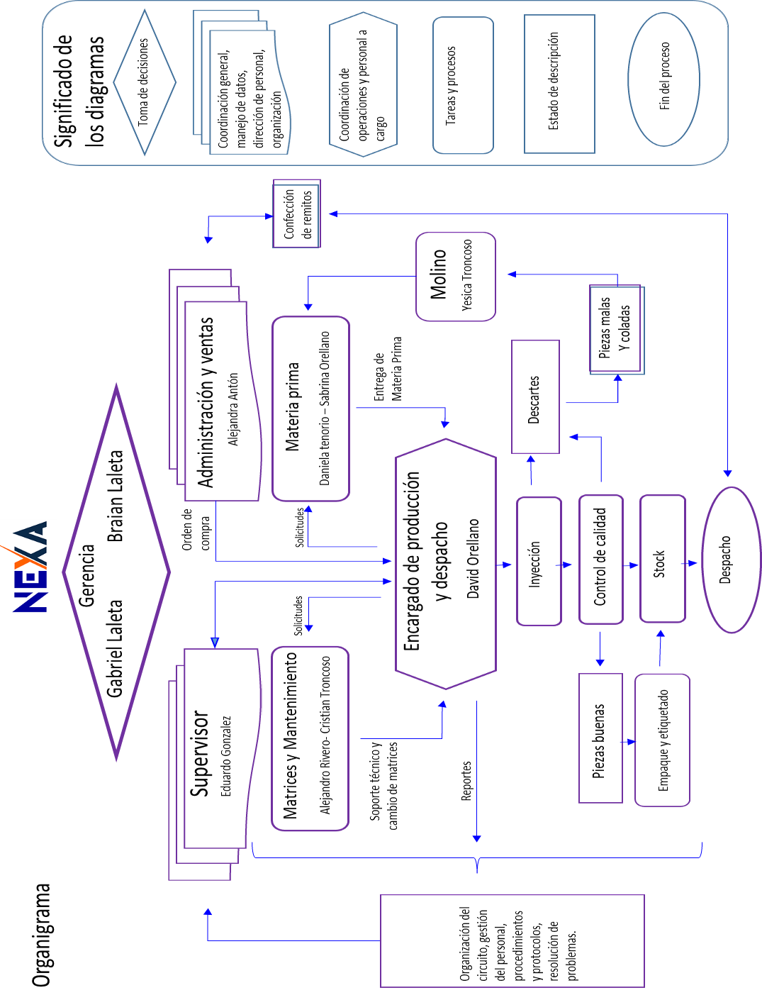 Organigrama
NEXA
Gerencia
Gabriel Laleta
Braian Laleta
Supervisor
Eduardo Gonzalez
Administración y ventas
Alejandra Antón
Orden de
compra
Confección
de remitos
Matrices y Mantenimiento
Alejandro Rivero- Cristian Troncoso
Solicitudes
Solicitudes
Materia prima
Daniela tenorio – Sabrina Orellano
Molino
Yesica Troncoso
Soporte técnico y
cambio de matrices
Entrega de
Materia Prima
Encargado de producción
y despacho
David Orellano
Reportes
Organización del
circuito, gestión
del personal,
procedimientos
y protocolos,
resolución de
problemas.
Inyección
Descartes
Control de calidad
Piezas malas
Y coladas
Piezas buenas
Stock
Empaque y etiquetado
Despacho
Significado de
los diagramas
Toma de decisiones
Coordinación general,
manejo de datos,
dirección de personal,
organización
Coordinación de
operaciones y personal a
cargo
Tareas y procesos
Estado de descripción
Fin del proceso